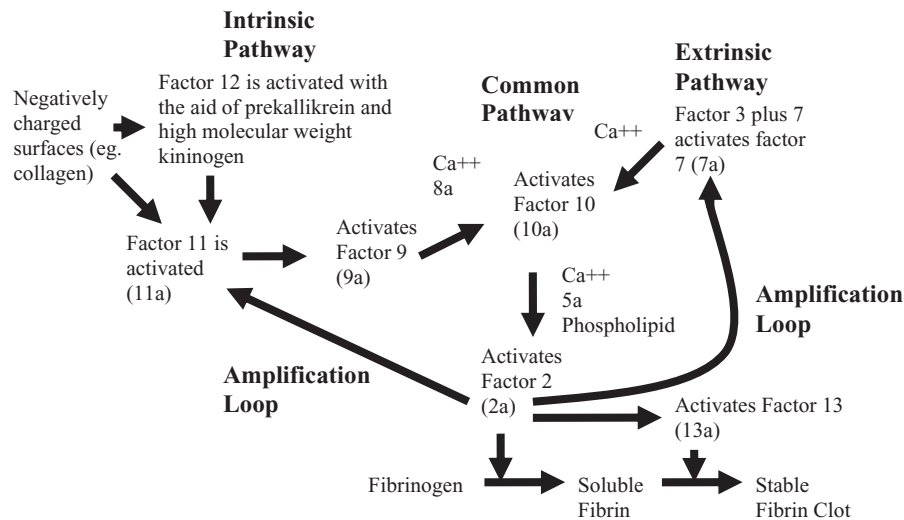 Intrinsic
Pathway
Factor 12 is activated with
the aid of prekallikrein and
high molecular weight
kininogen
Negatively
charged
surfaces (eg.
collagen)
Factor 11 is
activated
(11a)
Activates
Factor 9
(9a)
Ca++
8a
Common
Pathwav
Activates
Factor 10
(10a)
Ca++
Extrinsic
Pathway
Factor 3 plus 7
activates factor
7 (7a)
Ca++
5a
Phospholipid
Amplification
Loop
Amplification
Loop
Activates
Factor 2
(2a)
Activates Factor 13
(13a)
Fibrinogen
Soluble
Fibrin
Stable
Fibrin Clot